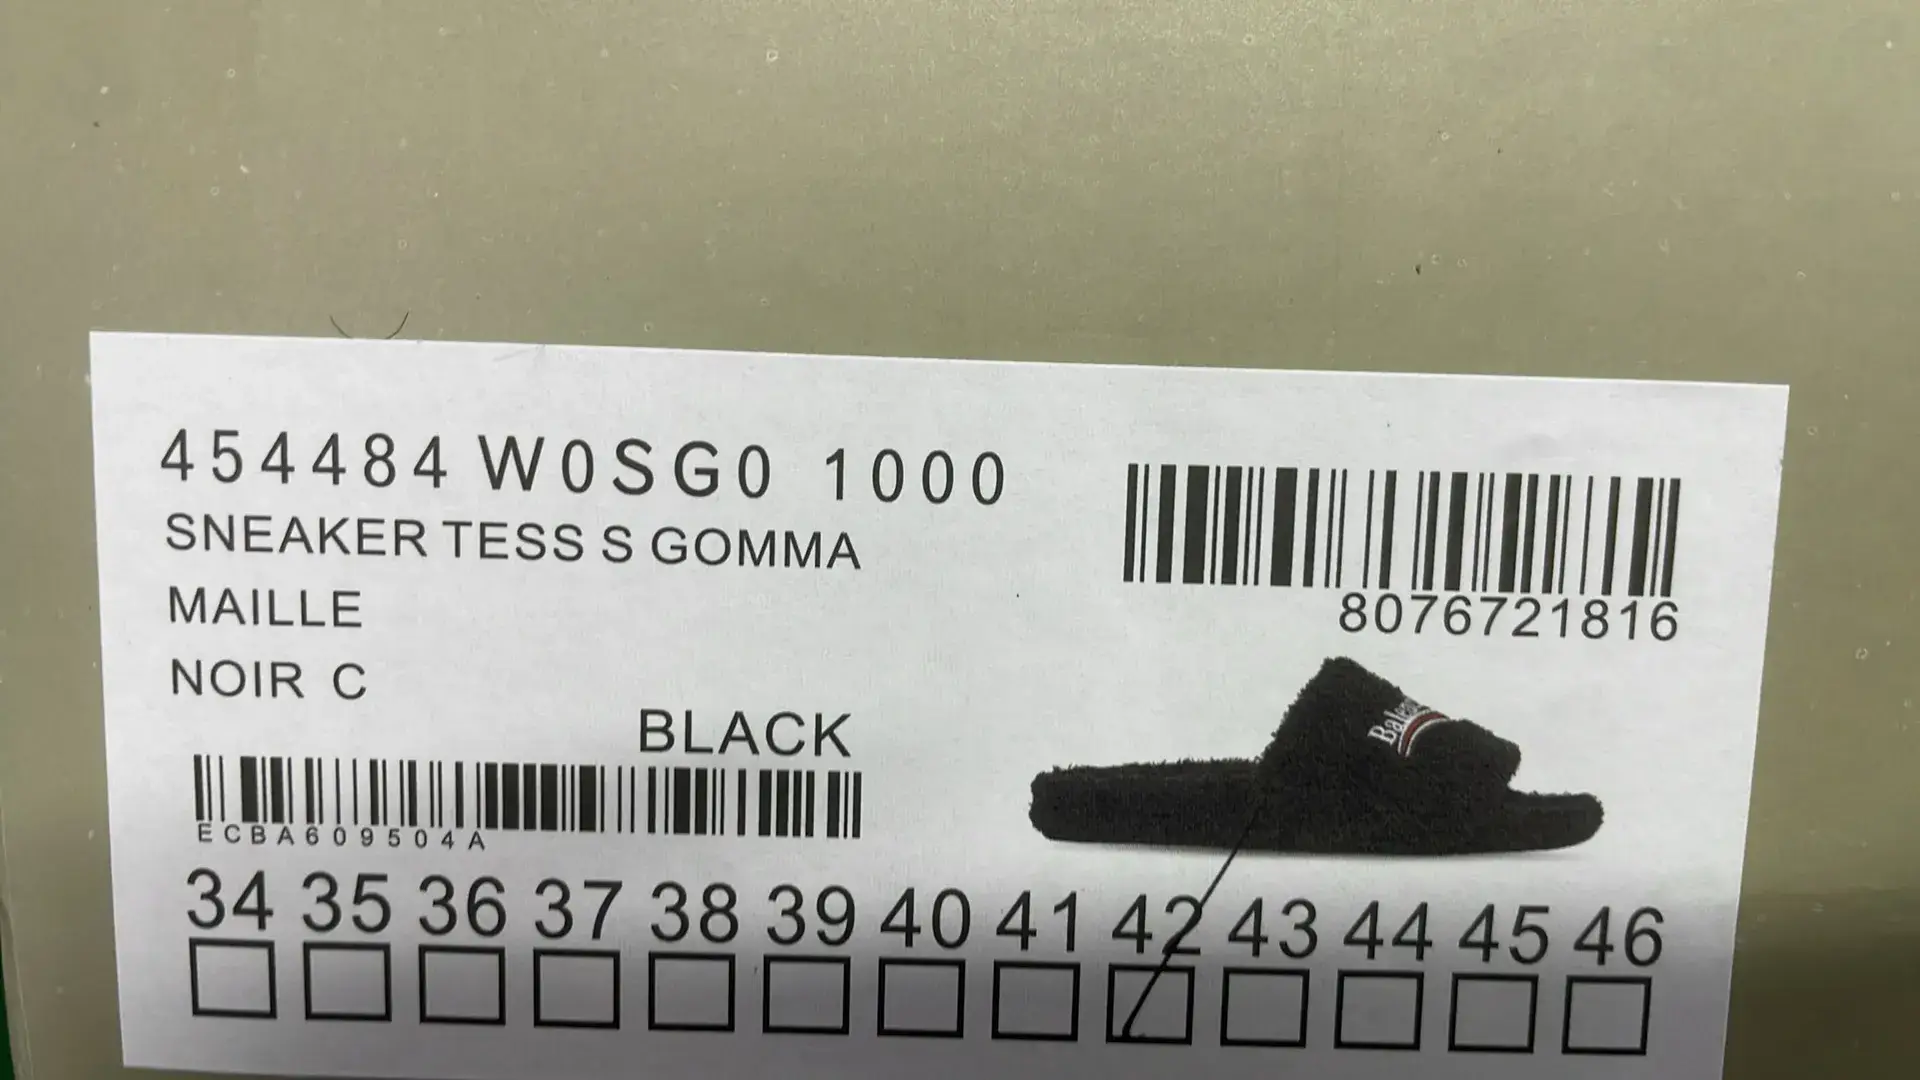 454484 W0SG0 1000
SNEAKER TESS S GOMMA
MAILLE
NOIR C
BLACK
ECBA609504A
8076721816
34 35 36 37 38 39 40 41 42 43 44 45 46